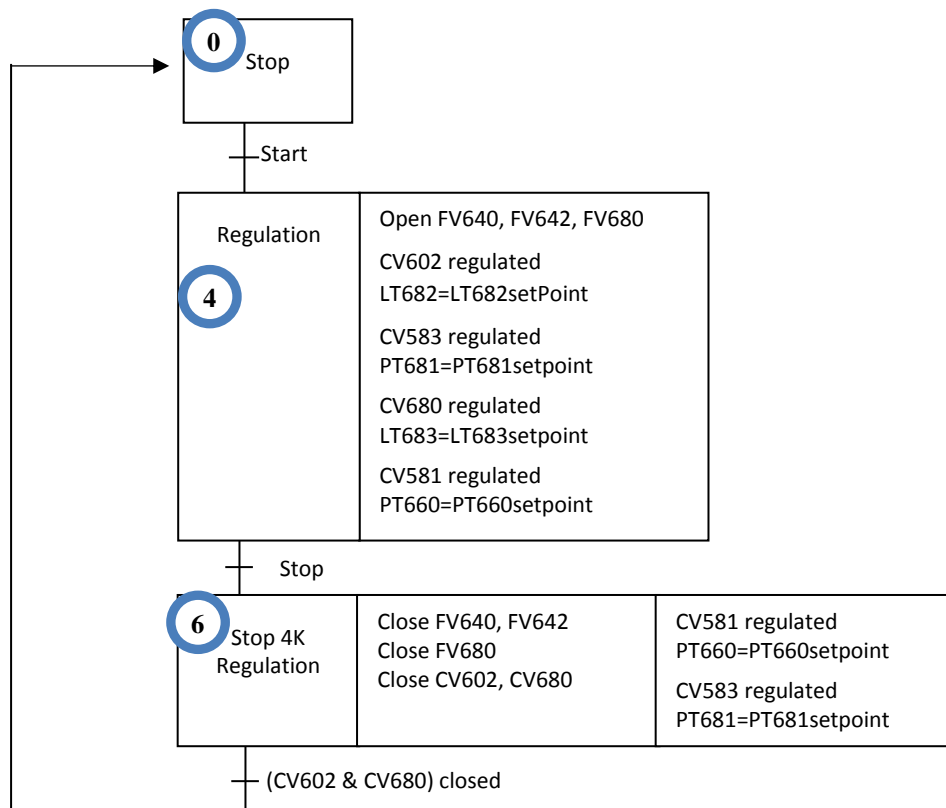 0
Stop
Start
Regulation
4
Open FV640, FV642, FV680
CV602 regulated
LT682=LT682setPoint
CV583 regulated
PT681=PT681setpoint
CV680 regulated
LT683=LT683setpoint
CV581 regulated
PT660=PT660setpoint
Stop
6
Stop 4K
Regulation
Close FV640, FV642
Close FV680
Close CV602, CV680
CV581 regulated
PT660=PT660setpoint
CV583 regulated
PT681=PT681setpoint
(CV602 & CV680) closed